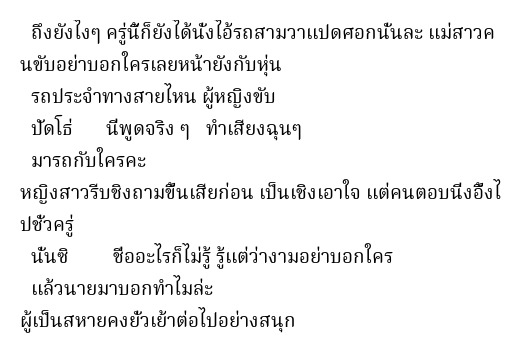 ถึงยังไงๆ ครู่นี้ก็ยังได้นั่งไอ้รถสามวาแปดศอกนั่นละ แม่สาวค
นขับอย่าบอกใครเลยหน้ายังกับหุ่น
รถประจำทางสายไหน ผู้หญิงขับ
ปัดโธ่ นี่พูดจริง ๆ ทำเสียงฉุนๆ
มารถกับใครคะ
หญิงสาวรีบชิงถามขึ้นเสียก่อน เป็นเชิงเอาใจ แต่คนตอบนิ่งอึ้งไ
ปชั่วครู่
นั่นซิ ชื่ออะไรก็ไม่รู้ รู้แต่ว่างามอย่าบอกใคร
แล้วนายมาบอกทำไมล่ะ
ผู้เป็นสหายคงยั่วเย้าต่อไปอย่างสนุก